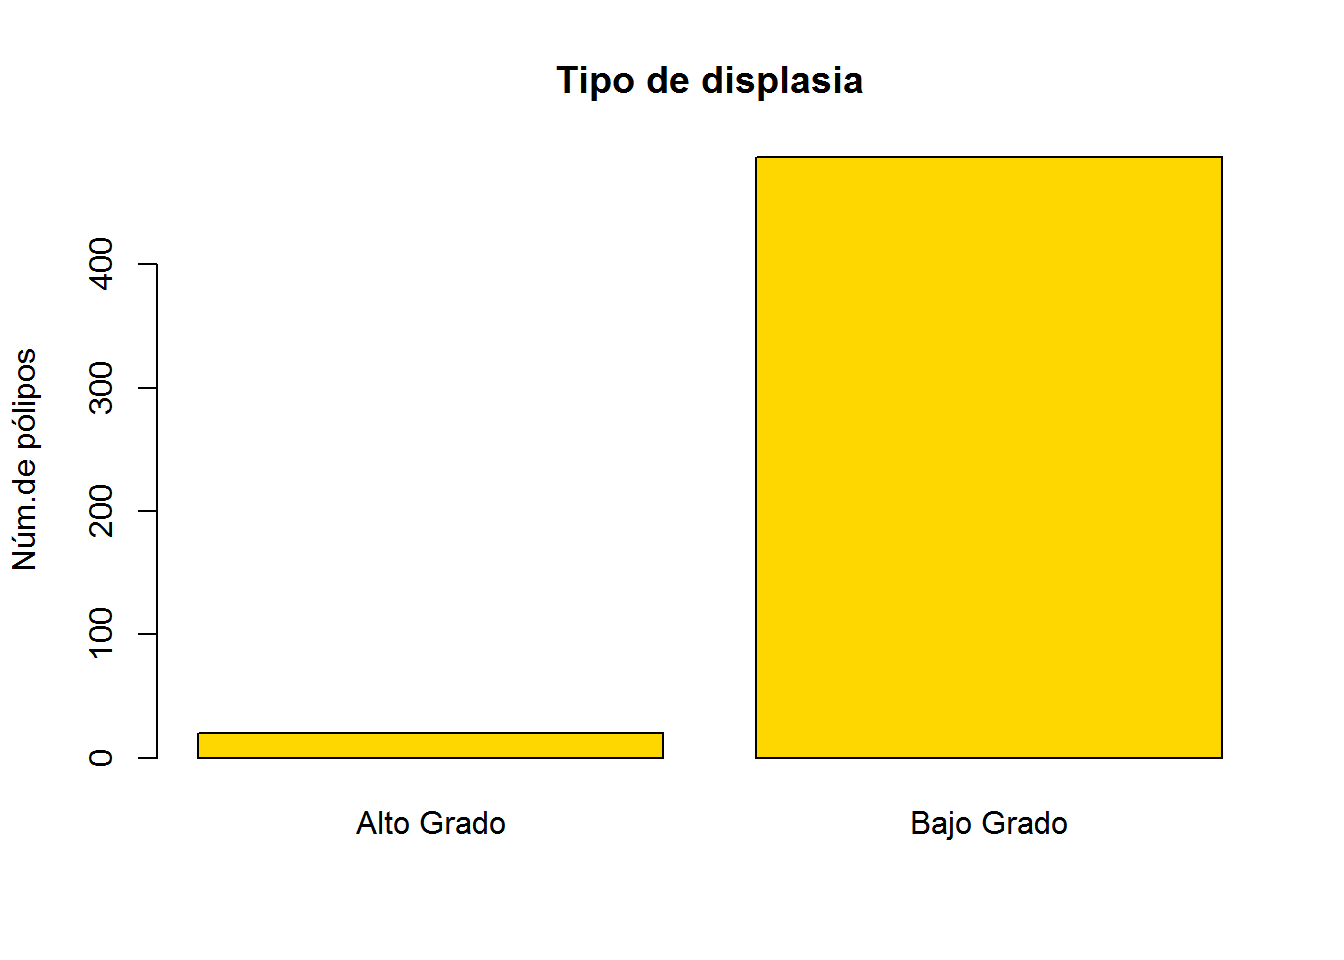 Tipo de displasia
Núm.de pólipos
400
300
200
100
0
Alto Grado
Bajo Grado